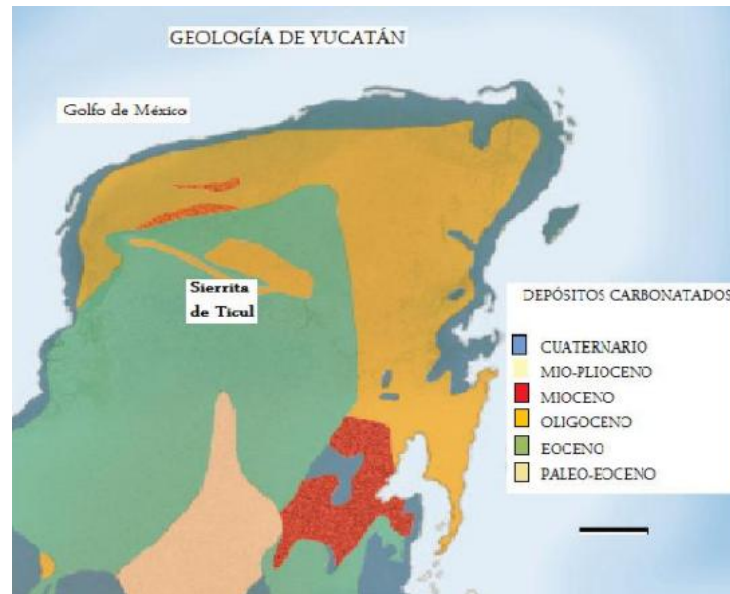 GEOLOGÍA DE YUCATÁN
Golfo de México
Sierrita
de Ticul
DEPÓSITOS CARBONATADOS
CUATERNARIO
MIO-PLIOCENO
MIOCENO
OLIGOCENO
EOCENO
PALEO-EOCENO